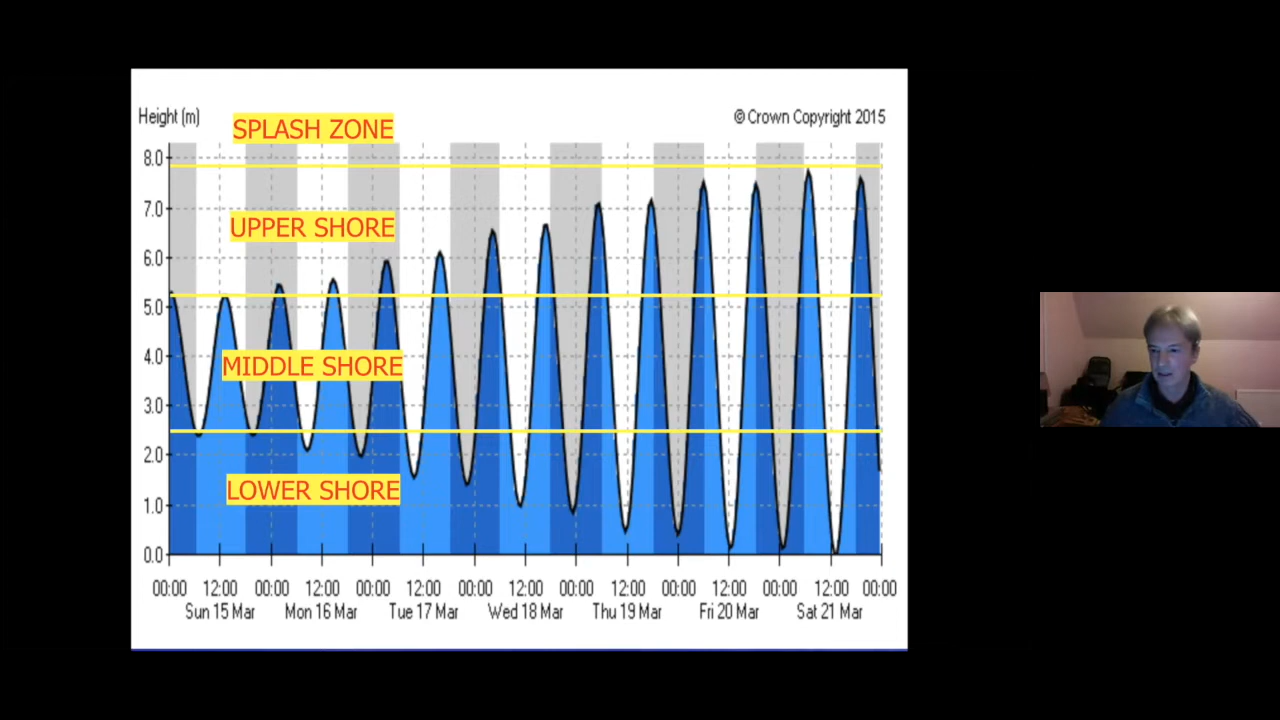 Height (m)
© Crown Copyright 2015
SPLASH ZONE
8.0
7.0
UPPER SHORE
6.0
5.0
4.0
MIDDLE SHORE
3.0
2.0
LOWER SHORE
1.0
0.0
00:00 12:00 00:00 12:00 00:00 12:00 00:00 12:00 00:00 12:00 00:00 12:00 00:00 12:00 00:00
Sun 15 Mar Mon 16 Mar Tue 17 Mar Wed 18 Mar Thu 19 Mar Fri 20 Mar Sat 21 Mar